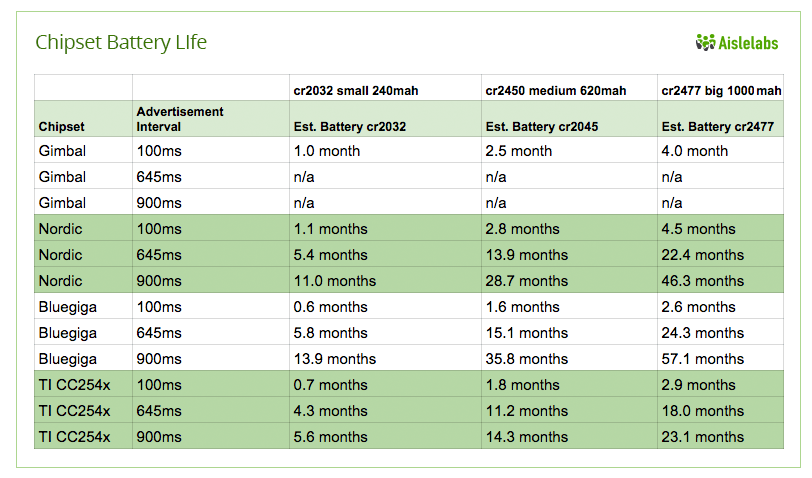 Chipset Battery LIfe
Aislelabs
cr2032 small 240mah cr2450 medium 620mah cr2477 big 1000mah
Chipset Advertisement Interval Est. Battery cr2032 Est. Battery cr2045 Est. Battery cr2477
Gimbal 100ms 1.0 month 2.5 month 4.0 month
Gimbal 645ms n/a n/a n/a
Gimbal 900ms n/a n/a n/a
Nordic 100ms 1.1 months 2.8 months 4.5 months
Nordic 645ms 5.4 months 13.9 months 22.4 months
Nordic 900ms 11.0 months 28.7 months 46.3 months
Bluegiga 100ms 0.6 months 1.6 months 2.6 months
Bluegiga 645ms 5.8 months 15.1 months 24.3 months
Bluegiga 900ms 13.9 months 35.8 months 57.1 months
TI CC254x 100ms 0.7 months 1.8 months 2.9 months
TI CC254x 645ms 4.3 months 11.2 months 18.0 months
TI CC254x 900ms 5.6 months 14.3 months 23.1 months